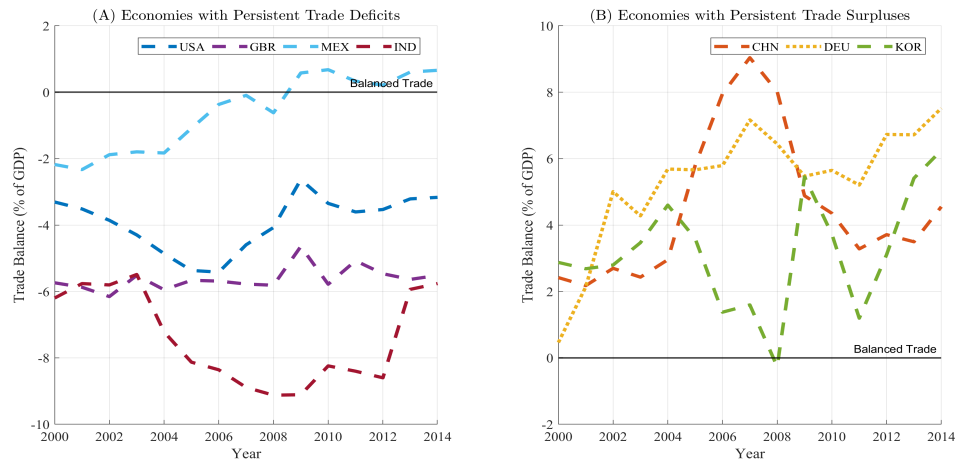 (A) Economies with Persistent Trade Deficits
USA GBR MEX IND
Balanced Trade
Trade Balance (% of GDP)
2
0
-2
-4
-6
-8
-10
2000 2002 2004 2006 2008 2010 2012 2014
Year
(B) Economies with Persistent Trade Surpluses
CHN DEU KOR
Balanced Trade
Trade Balance (% of GDP)
10
8
6
4
2
0
-2
2000 2002 2004 2006 2008 2010 2012 2014
Year